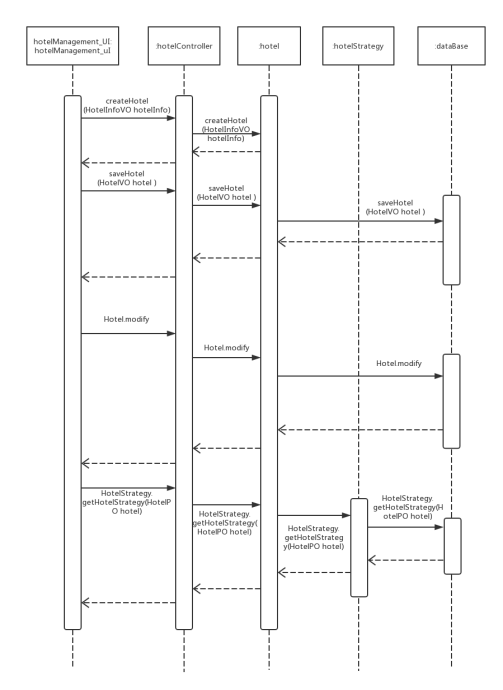 hotelManagement_UI:
hotelManagement_uI
:hotelController
:hotel
:hotelStrategy
:dataBase
createHotel
(HotelInfoVO hotelInfo)
createHotel
(HotelInfoVO
hotelInfo)
saveHotel
(HotelVO hotel )
saveHotel
(HotelVO hotel )
saveHotel
(HotelVO hotel )
Hotel.modify
Hotel.modify
Hotel.modify
HotelStrategy.
getHotelStrategy(HotelP
O hotel)
HotelStrategy.
getHotelStrategy(
HotelPO hotel)
HotelStrategy.
getHotelStrateg
y(HotelPO hotel)
HotelStrategy.
getHotelStrategy(H
otelPO hotel)